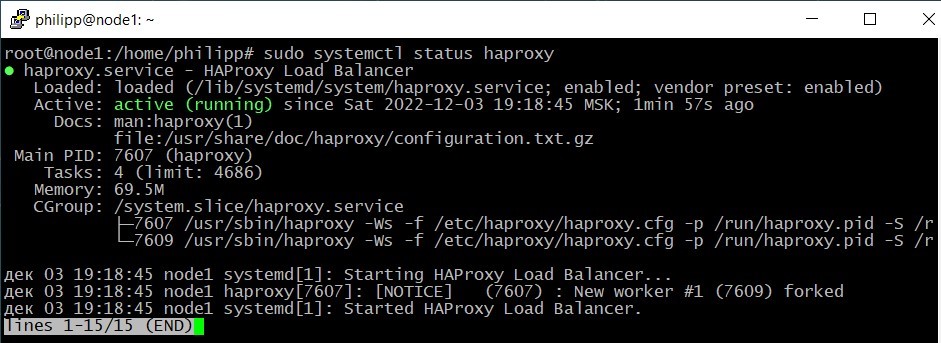 philipp@node1: ~
root@node1:/home/philipp# sudo systemctl status haproxy
● haproxy.service - HAProxy Load Balancer
Loaded: loaded (/lib/systemd/system/haproxy.service; enabled; vendor preset: enabled)
Active: active (running) since Sat 2022-12-03 19:18:45 MSK; 1min 57s ago
Docs: man:haproxy(1)
file:/usr/share/doc/haproxy/configuration.txt.gz
Main PID: 7607 (haproxy)
Tasks: 4 (limit: 4686)
Memory: 69.5M
CGroup: /system.slice/haproxy.service
├─7607 /usr/sbin/haproxy -Ws -f /etc/haproxy/haproxy.cfg -p /run/haproxy.pid -S /r
└─7609 /usr/sbin/haproxy -Ws -f /etc/haproxy/haproxy.cfg -p /run/haproxy.pid -S /r
дек 03 19:18:45 node1 systemd[1]: Starting HAProxy Load Balancer...
дек 03 19:18:45 node1 haproxy[7607]: [NOTICE] (7607) : New worker #1 (7609) forked
дек 03 19:18:45 node1 systemd[1]: Started HAProxy Load Balancer.
lines 1-15/15 (END)